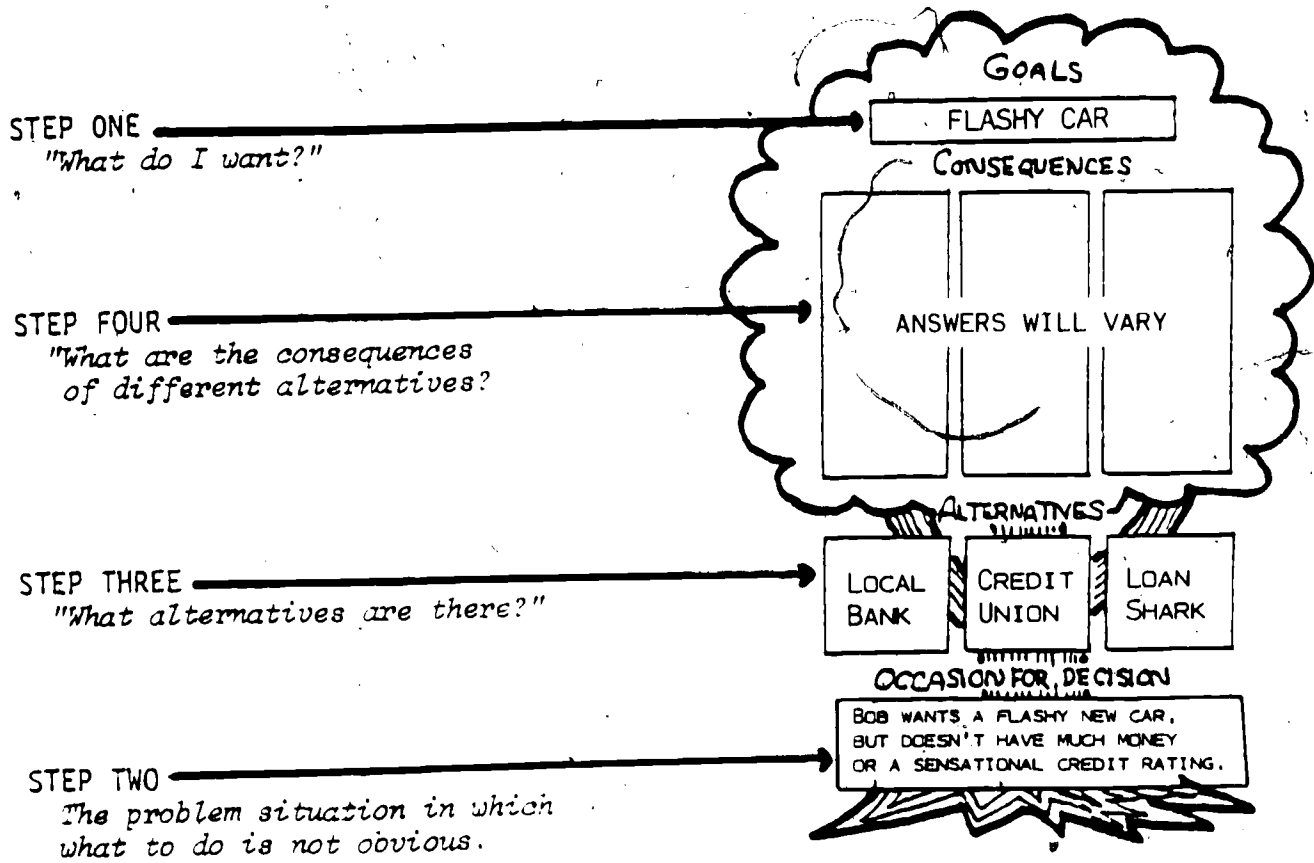 GOALS
STEP ONE
"What do I want?"
FLASHY CAR
CONSEQUENCES
STEP FOUR
"What are the consequences
of different alternatives?
ANSWERS WILL VARY
ALTERNATIVES
STEP THREE
"What alternatives are there?"
LOCAL
BANK
CREDIT
UNION
LOAN
SHARK
OCCASION FOR DECISION
BOB WANTS A FLASHY NEW CAR,
BUT DOESN'T HAVE MUCH MONEY
OR A SENSATIONAL CREDIT RATING.
STEP TWO
The problem situation in which
what to do is not obvious.